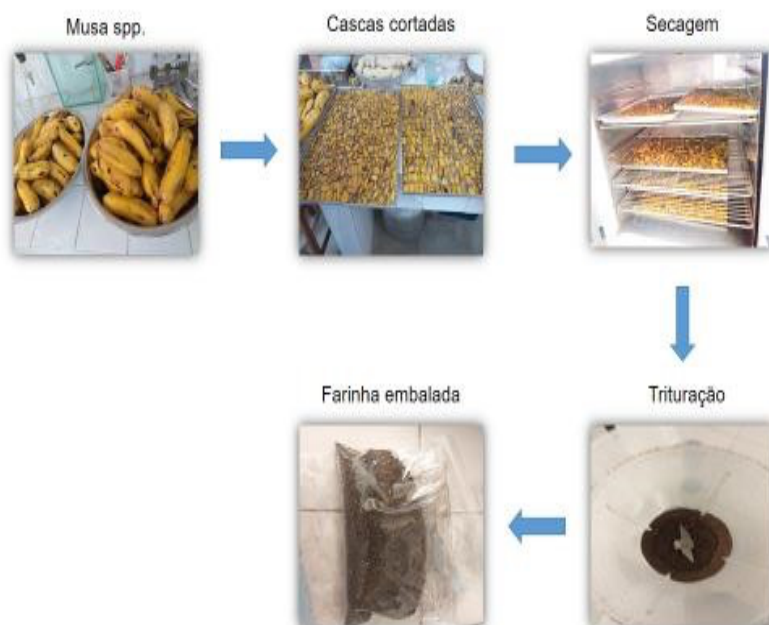 Musa spp.
Cascas cortadas
Secagem
Trituração
Farinha embalada